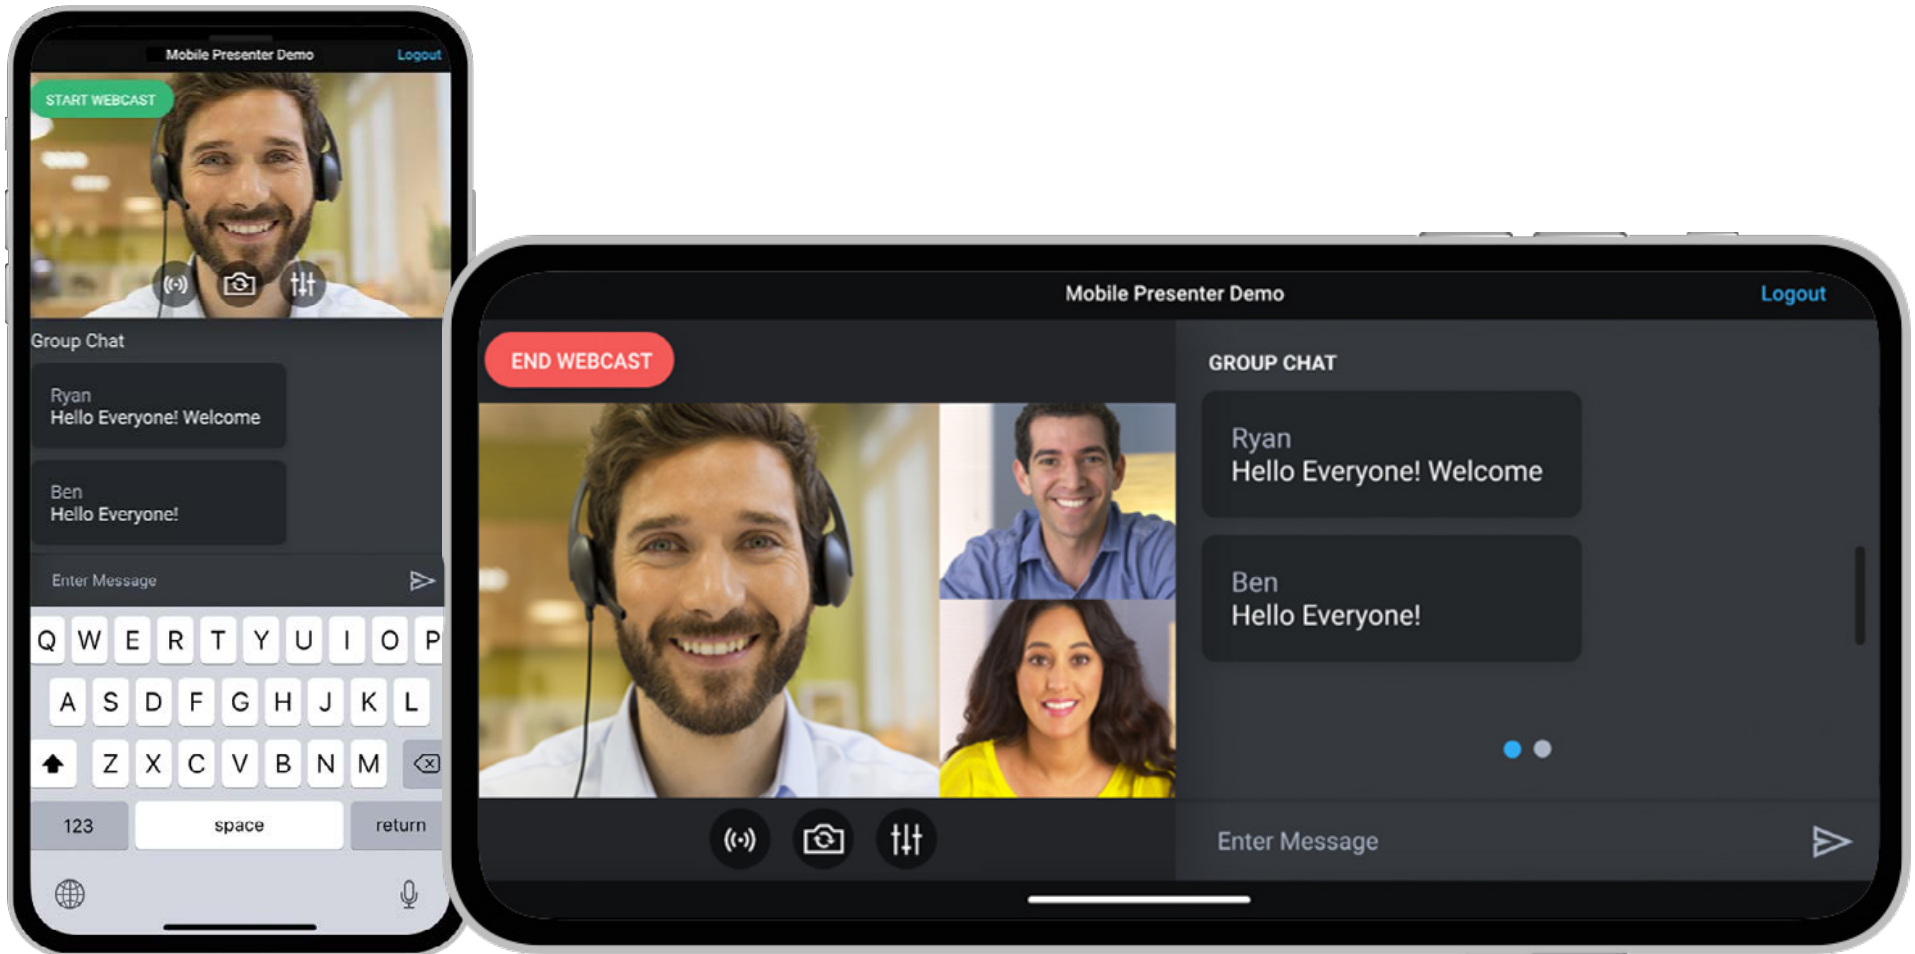 Mobile Presenter Demo
Logout
START WEBCAST
Group Chat
Ryan
Hello Everyone! Welcome
Ben
Hello Everyone!
Enter Message
Q W E R T Y U I O P
A S D F G H J K L
Z X C V B N M
123 space return
Mobile Presenter Demo
Logout
END WEBCAST
GROUP CHAT
Ryan
Hello Everyone! Welcome
Ben
Hello Everyone!
Enter Message